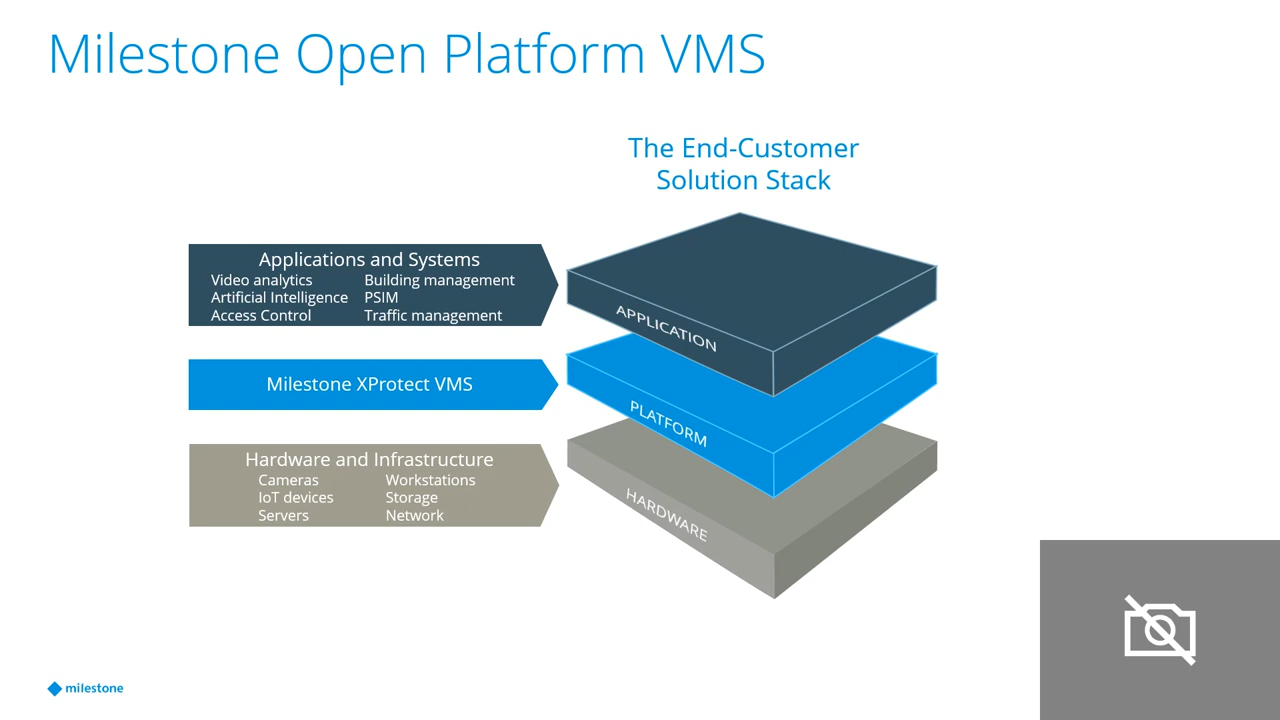 Milestone Open Platform VMS
The End-Customer
Solution Stack
Applications and Systems
Video analytics Building management
Artificial Intelligence PSIM
Access Control Traffic management
APPLICATION
Milestone XProtect VMS
PLATFORM
Hardware and Infrastructure
Cameras Workstations
IoT devices Storage
Servers Network
HARDWARE
milestone